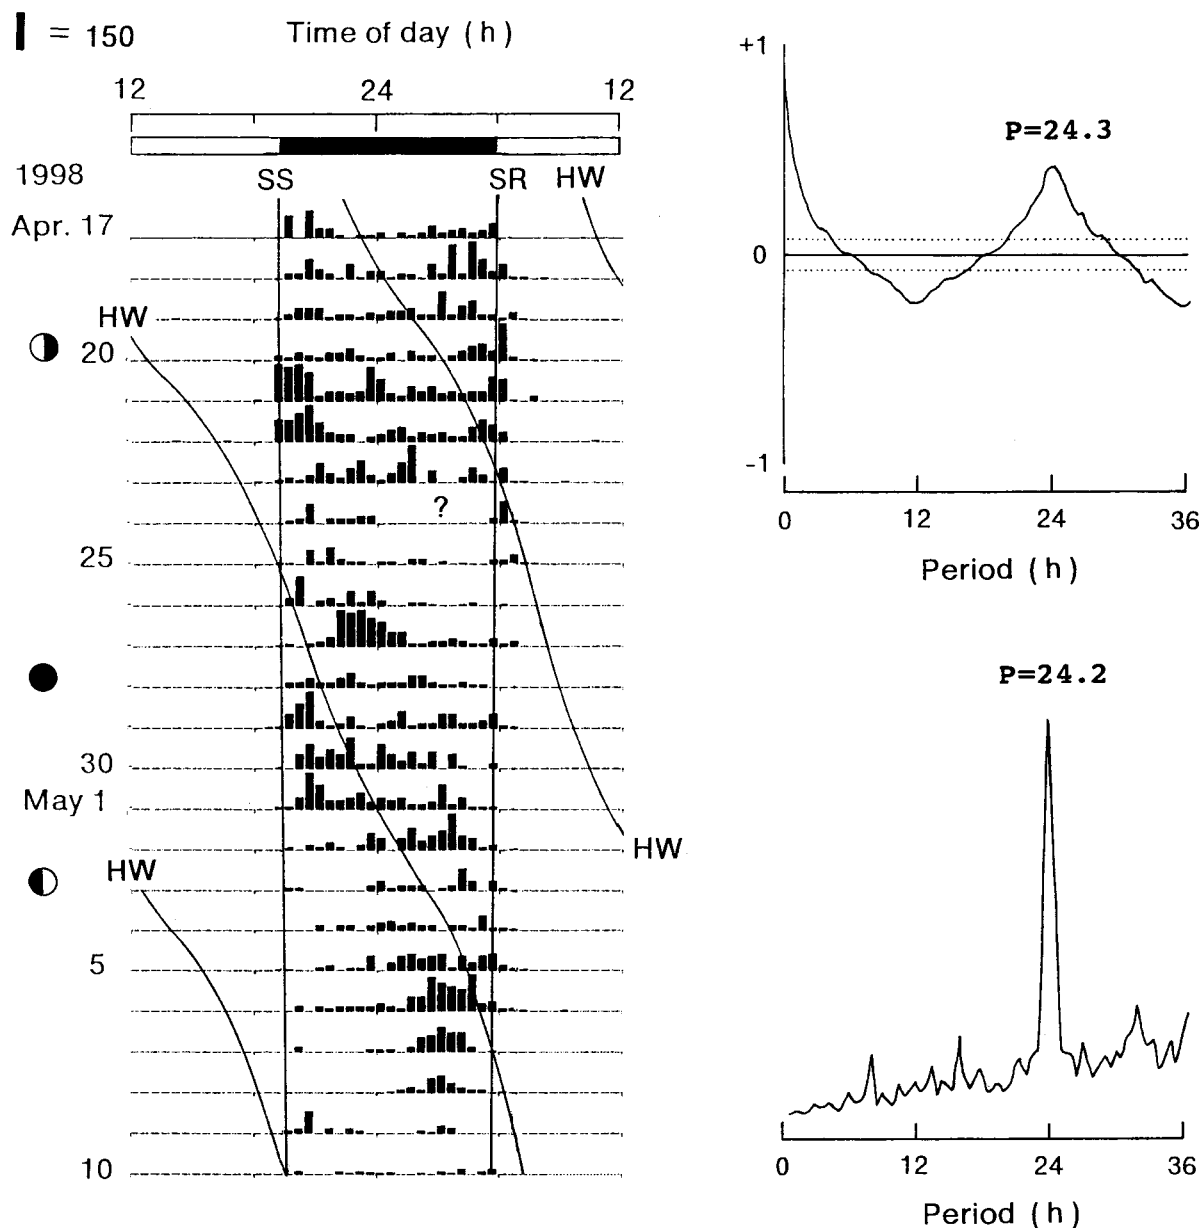 = 150
Time of day (h)
12 24 12
1998
SS SR HW
Apr. 17
HW
20
?
25
30
May 1
HW
HW
5
10
+1
P=24.3
0
-1
0 12 24 36
Period (h)
P=24.2
0 12 24 36
Period (h)